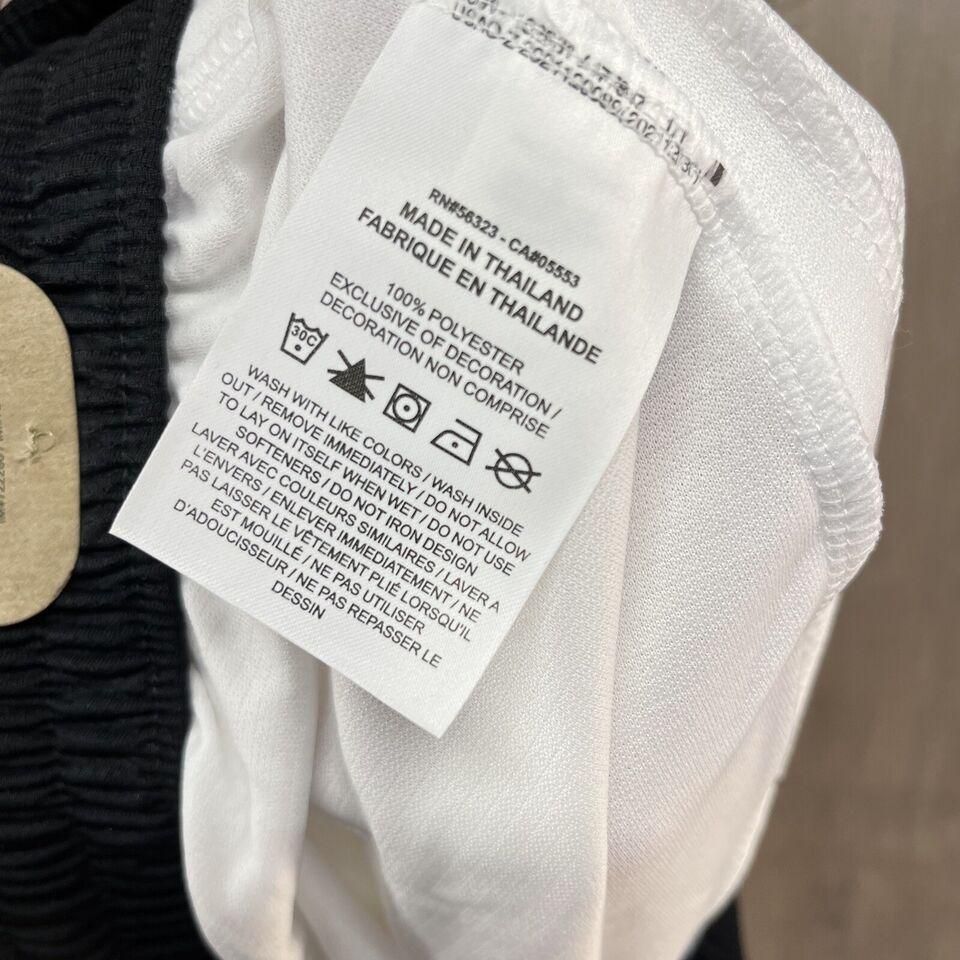 RN#56323 - CA#05553
MADE IN THAILAND
FABRIQUE EN THAILANDE
100% POLYESTER
EXCLUSIVE OF DECORATION /
DECORATION NON COMPRISE
30C
WASH WITH LIKE COLORS / WASH INSIDE
OUT / REMOVE IMMEDIATELY / DO NOT ALLOW
TO LAY ON ITSELF WHEN WET / DO NOT USE
SOFTENERS / DO NOT IRON DESIGN
LAVER AVEC COULEURS SIMILAIRES / LAVER A
L'ENVERS / ENLEVER IMMEDIATEMENT / NE
PAS LAISSER LE VÊTEMENT PLIÉ LORSQU'IL
EST MOUILLÉ / NE PAS UTILISER
D'ADOUCISSEUR / NE PAS REPASSER LE
DESSIN